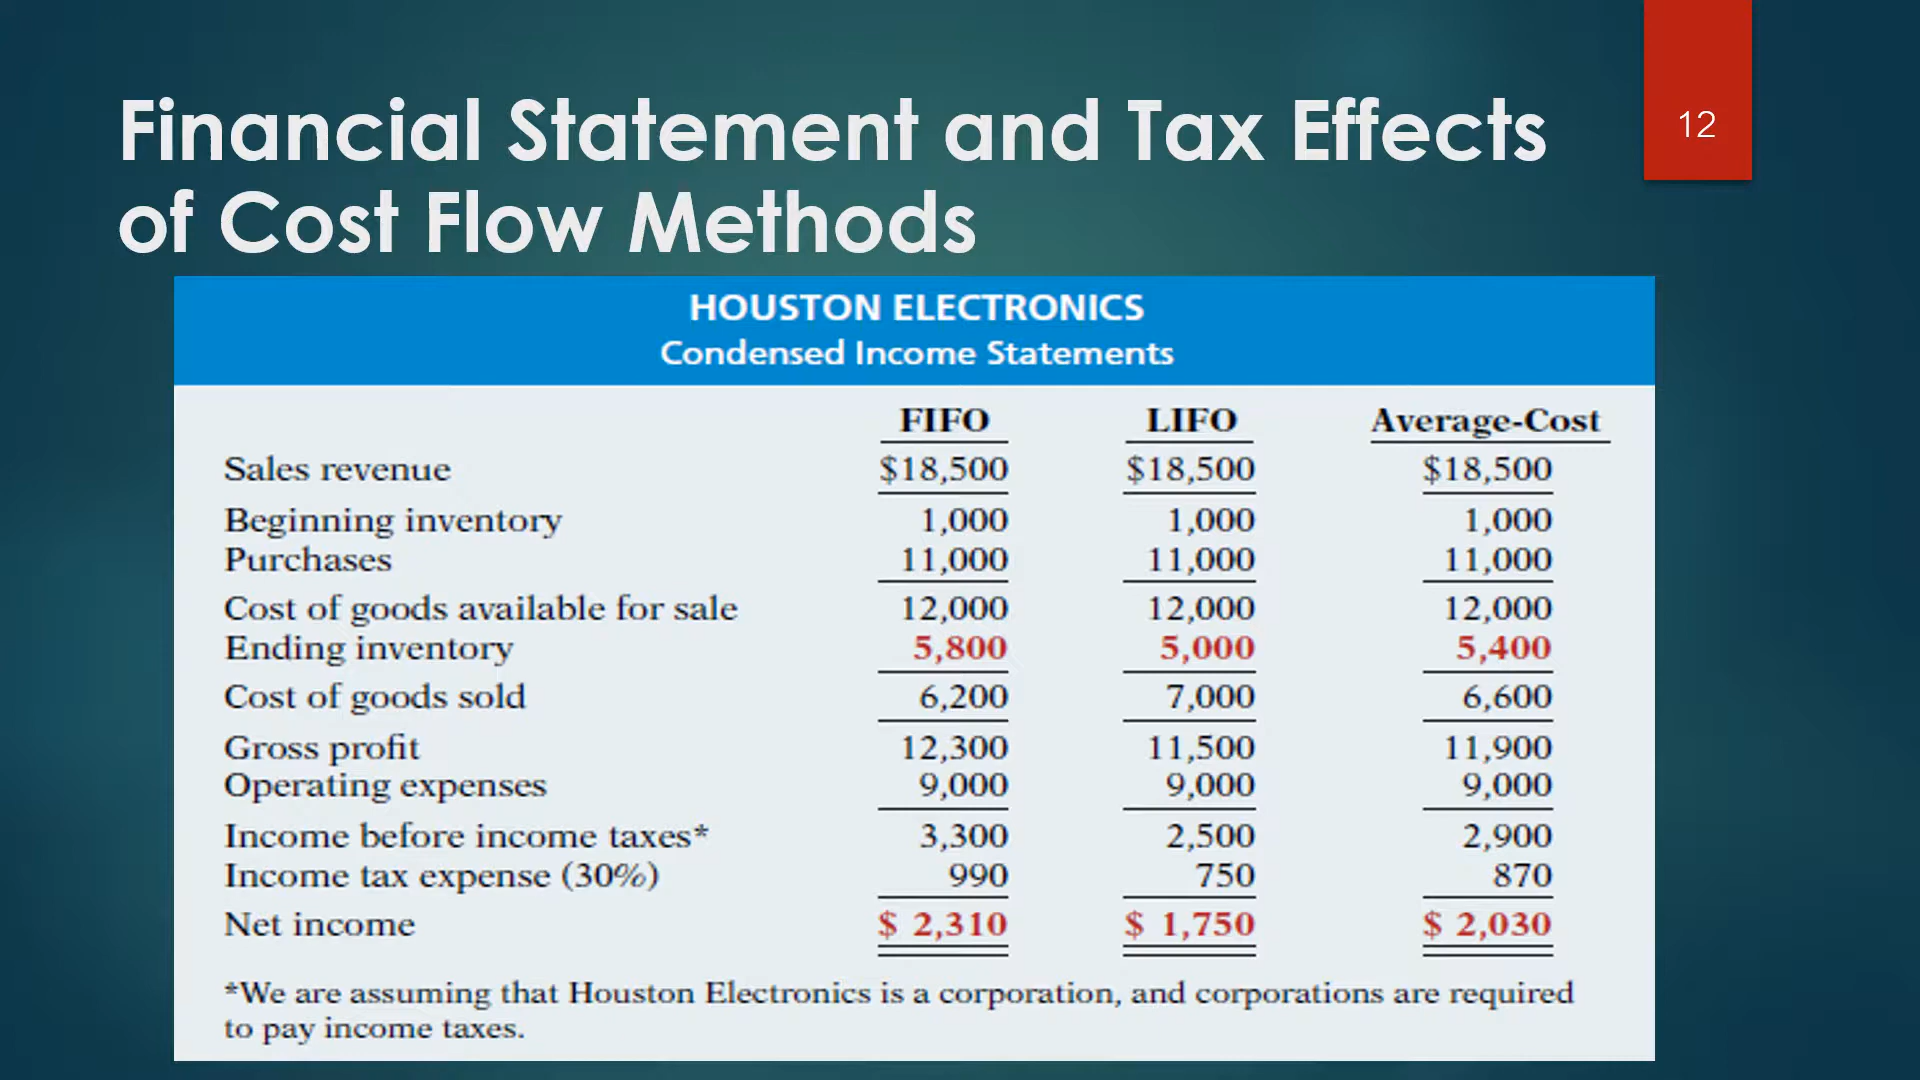 Financial Statement and Tax Effects
of Cost Flow Methods
12
HOUSTON ELECTRONICS
Condensed Income Statements
FIFO LIFO Average-Cost
Sales revenue $18,500 $18,500 $18,500
Beginning inventory 1,000 1,000 1,000
Purchases 11,000 11,000 11,000
Cost of goods available for sale 12,000 12,000 12,000
Ending inventory 5,800 5,000 5,400
Cost of goods sold 6,200 7,000 6,600
Gross profit 12,300 11,500 11,900
Operating expenses 9,000 9,000 9,000
Income before income taxes* 3,300 2,500 2,900
Income tax expense (30%) 990 750 870
Net income $ 2,310 $ 1,750 $ 2,030
*We are assuming that Houston Electronics is a corporation, and corporations are required
to pay income taxes.